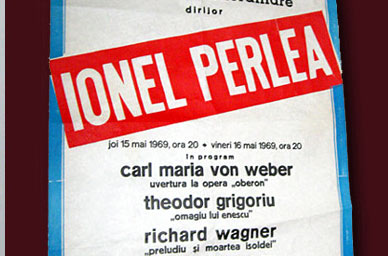 dirijor
IONEL PERLEA
joi 15 mai 1969, ora 20 • vineri 16 mai 1969, ora 20
în program
carl maria von weber
uvertura la opera „oberon"
theodor grigoriu
„omagiu lui enescu"
richard wagner
„preludiu și moartea isoldei"